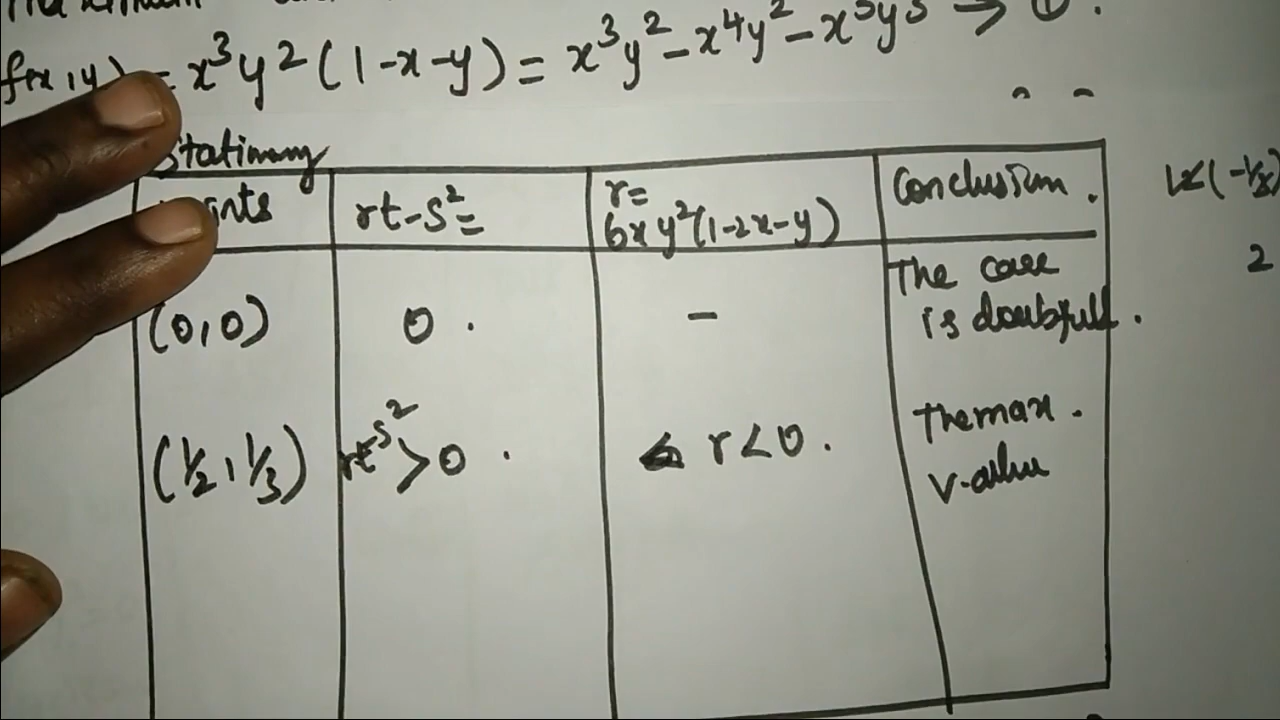 f(x,y) = x³y²(1-x-y) = x³y² - x⁴y² - x³y³ → ①.
Stationary
points
rt-s²=
r=
6xy²(1-2x-y)
Conclusion.
(0,0)
0.
-
The case
is doubtfull.
(1/2, 1/3)
rt-s² > 0.
r<0.
The max.
value
2